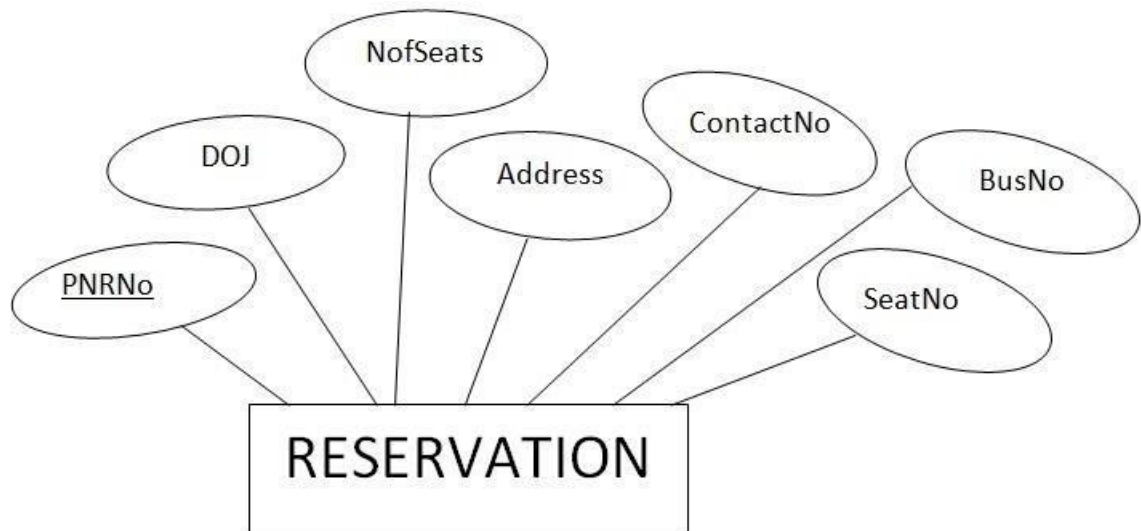 NofSeats
ContactNo
DOJ
Address
BusNo
PNRNo
SeatNo
RESERVATION